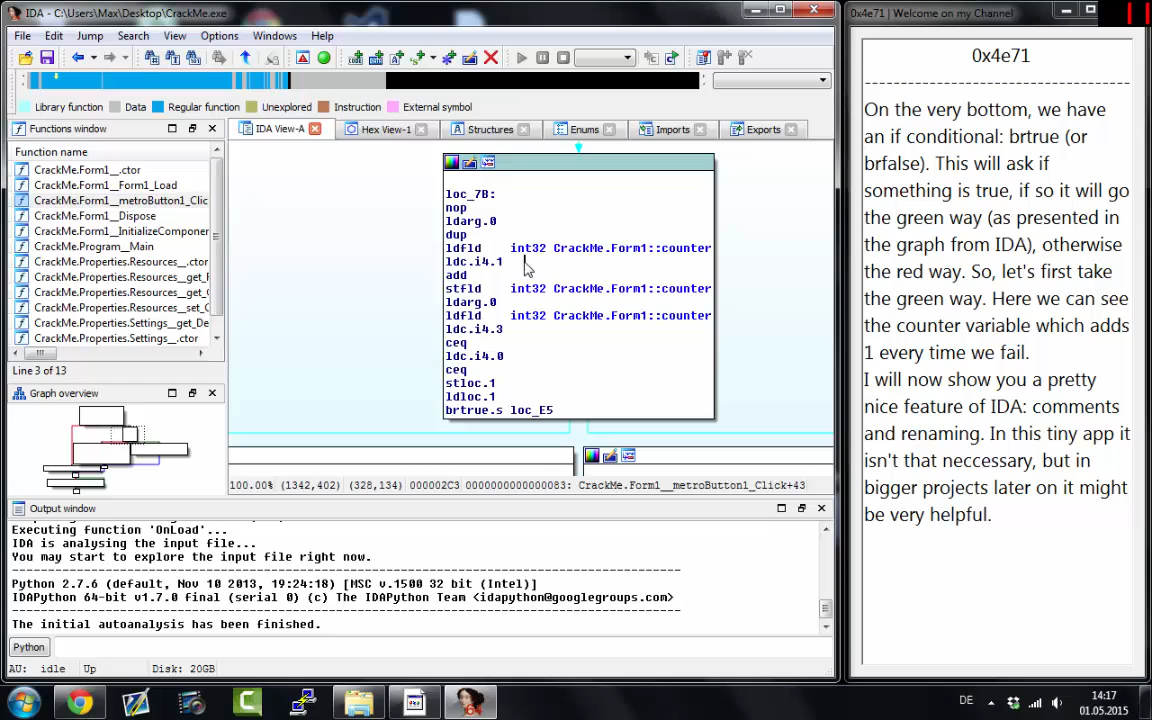 IDA - C:\Users\Max\Desktop\CrackMe.exe
File Edit Jump Search View Options Windows Help
Library function Data Regular function Unexplored Instruction External symbol
Functions window
IDA View-A Hex View-1 Structures Enums Imports Exports
Function name
CrackMe.Form1__.ctor
CrackMe.Form1__Form1_Load
CrackMe.Form1__metroButton1_Clic
CrackMe.Form1__Dispose
CrackMe.Form1__InitializeComponen
CrackMe.Program__Main
CrackMe.Properties.Resources__.ctor
CrackMe.Properties.Resources__get_F
CrackMe.Properties.Resources__get_C
CrackMe.Properties.Resources__set_C
CrackMe.Properties.Settings__get_De
CrackMe.Properties.Settings__.ctor
Line 3 of 13
Graph overview
loc_7B:
nop
ldarg.0
dup
ldfld int32 CrackMe.Form1::counter
ldc.i4.1
add
stfld int32 CrackMe.Form1::counter
ldarg.0
ldfld int32 CrackMe.Form1::counter
ldc.i4.3
ceq
ldc.i4.0
ceq
stloc.1
ldloc.1
brtrue.s loc_E5
100.00% (1342,402) (328,134) 000002C3 0000000000000083: CrackMe.Form1__metroButton1_Click+43
Output window
Executing function 'OnLoad'...
IDA is analysing the input file...
You may start to explore the input file right now.
Python 2.7.6 (default, Nov 10 2013, 19:24:18) [MSC v.1500 32 bit (Intel)]
IDAPython 64-bit v1.7.0 final (serial 0) (c) The IDAPython Team <idapython@googlegroups.com>
The initial autoanalysis has been finished.
Python
AU: idle Up Disk: 20GB
0x4e71 | Welcome on my Channel
0x4e71
On the very bottom, we have
an if conditional: brtrue (or
brfalse). This will ask if
something is true, if so it will go
the green way (as presented in
the graph from IDA), otherwise
the red way. So, let's first take
the green way. Here we can see
the counter variable which adds
1 every time we fail.
I will now show you a pretty
nice feature of IDA: comments
and renaming. In this tiny app it
isn't that neccessary, but in
bigger projects later on it might
be very helpful.
DE
14:17
01.05.2015